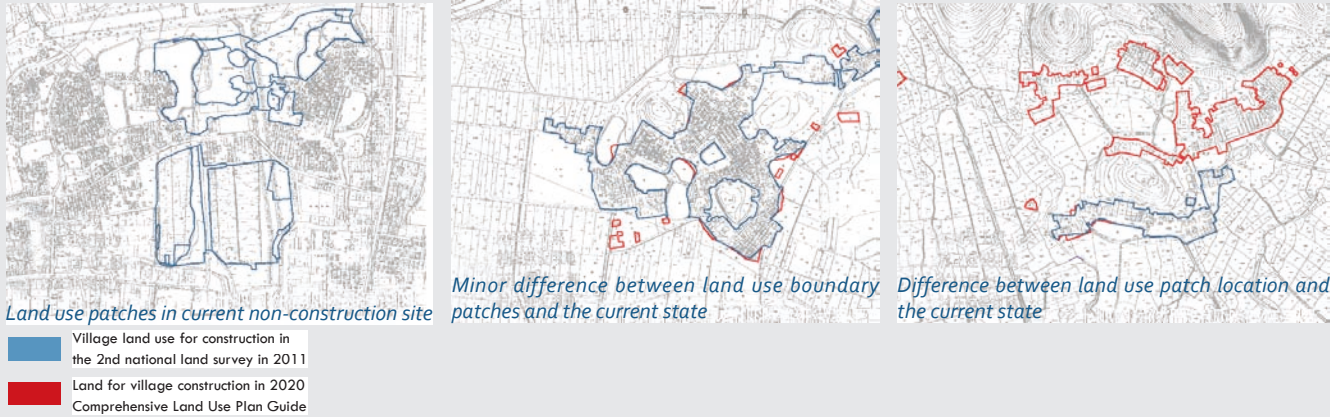 Land use patches in current non-construction site
Minor difference between land use boundary
patches and the current state
Difference between land use patch location and
the current state
Village land use for construction in
the 2nd national land survey in 2011
Land for village construction in 2020
Comprehensive Land Use Plan Guide